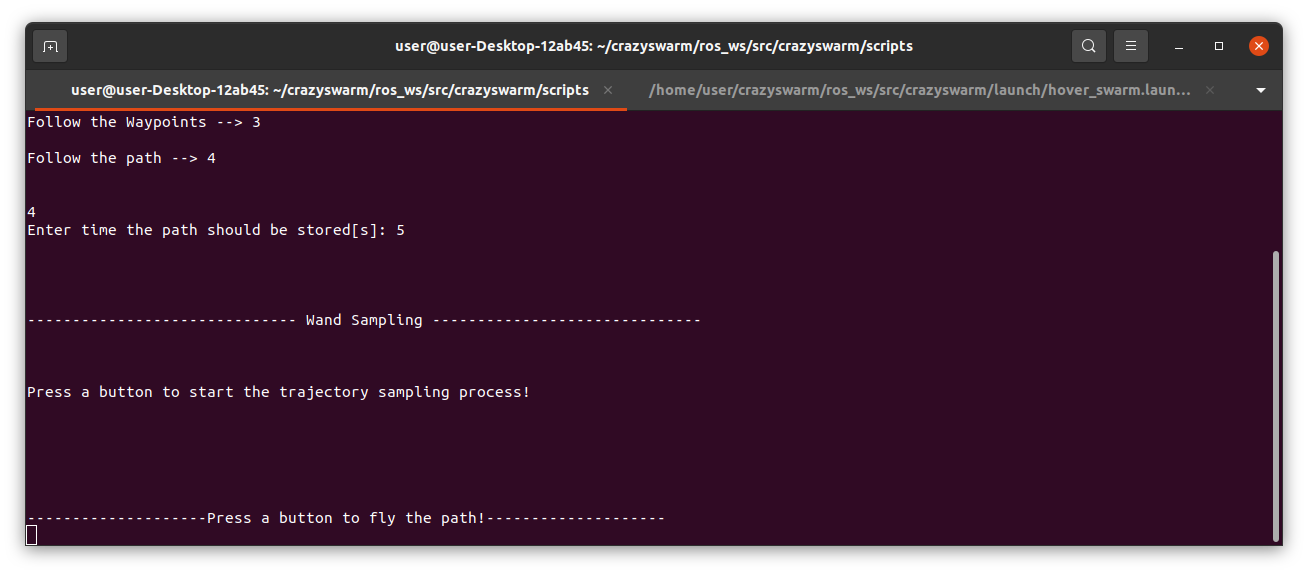 user@user-Desktop-12ab45: ~/crazyswarm/ros_ws/src/crazyswarm/scripts
user@user-Desktop-12ab45: ~/crazyswarm/ros_ws/src/crazyswarm/scripts
/home/user/crazyswarm/ros_ws/src/crazyswarm/launch/hover_swarm.laun...
Follow the Waypoints --> 3
Follow the path --> 4
4
Enter time the path should be stored[s]: 5
------------------------------ Wand Sampling ------------------------------
Press a button to start the trajectory sampling process!
--------------------Press a button to fly the path!--------------------